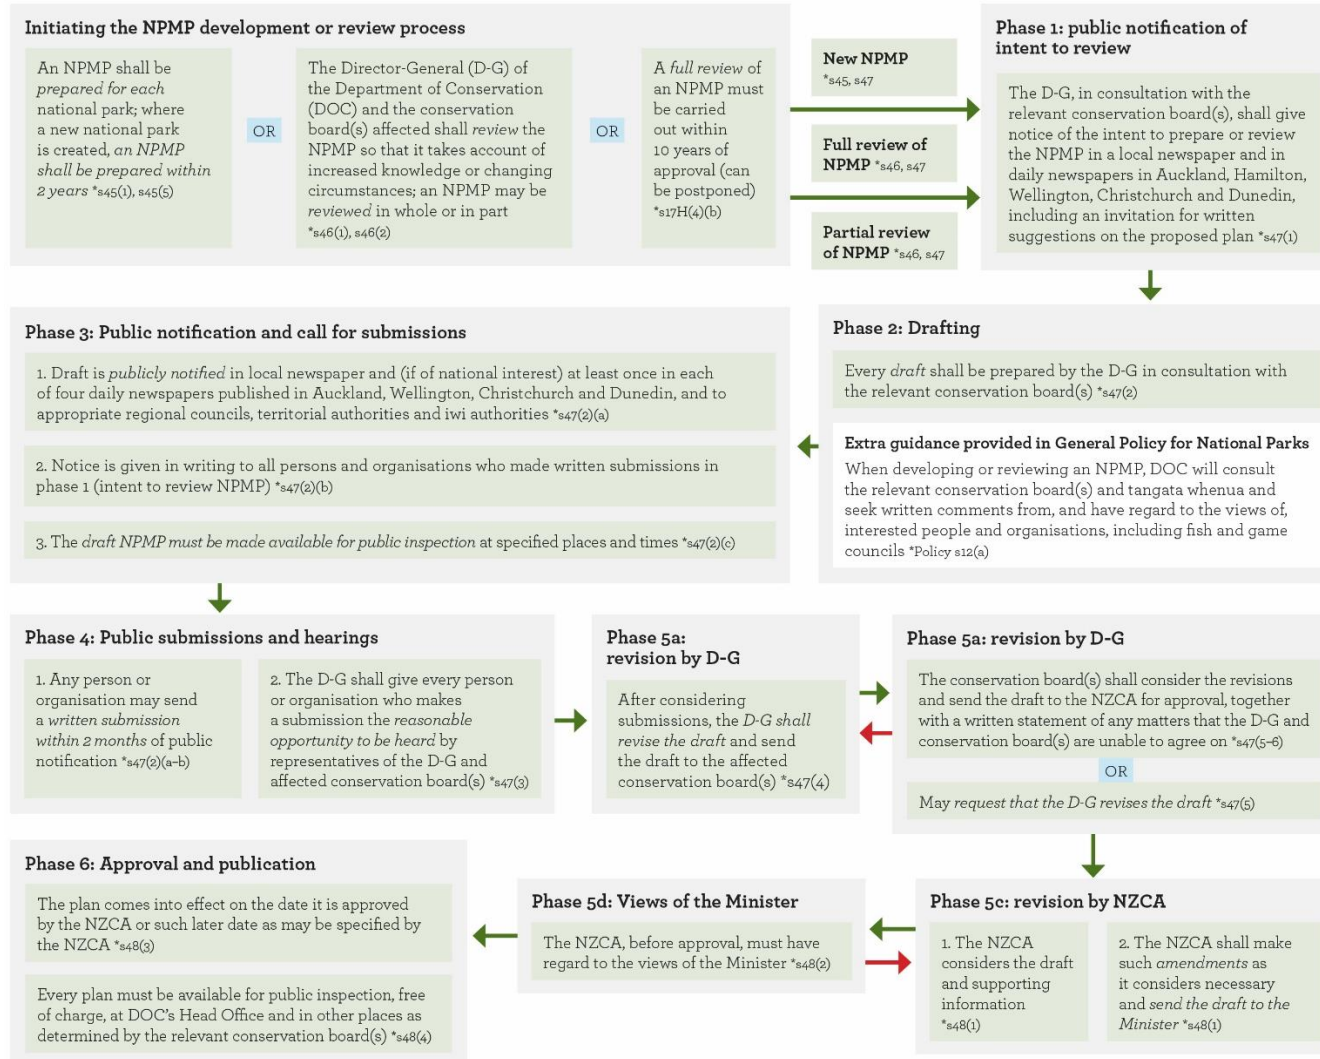 Initiating the NPMP development or review process
An NPMP shall be
prepared for each
national park; where
a new national park
is created, an NPMP
shall be prepared within
2 years *s45(1), s45(5)
OR
The Director-General (D-G) of
the Department of Conservation
(DOC) and the conservation
board(s) affected shall review the
NPMP so that it takes account of
increased knowledge or changing
circumstances; an NPMP may be
reviewed in whole or in part
*s46(1), s46(2)
OR
A full review of
an NPMP must
be carried
out within
10 years of
approval (can
be postponed)
*s17H(4)(b)
New NPMP
*s45, s47
Full review of
NPMP *s46, s47
Partial review
of NPMP *s46, s47
Phase 1: public notification of
intent to review
The D-G, in consultation with the
relevant conservation board(s), shall give
notice of the intent to prepare or review
the NPMP in a local newspaper and in
daily newspapers in Auckland, Hamilton,
Wellington, Christchurch and Dunedin,
including an invitation for written
suggestions on the proposed plan *s47(1)
Phase 2: Drafting
Every draft shall be prepared by the D-G in consultation with
the relevant conservation board(s) *s47(2)
Extra guidance provided in General Policy for National Parks
When developing or reviewing an NPMP, DOC will consult
the relevant conservation board(s) and tangata whenua and
seek written comments from, and have regard to the views of,
interested people and organisations, including fish and game
councils *Policy s12(a)
Phase 3: Public notification and call for submissions
1. Draft is publicly notified in local newspaper and (if of national interest) at least once in each
of four daily newspapers published in Auckland, Wellington, Christchurch and Dunedin, and to
appropriate regional councils, territorial authorities and iwi authorities *s47(2)(a)
2. Notice is given in writing to all persons and organisations who made written submissions in
phase 1 (intent to review NPMP) *s47(2)(b)
3. The draft NPMP must be made available for public inspection at specified places and times *s47(2)(c)
Phase 4: Public submissions and hearings
1. Any person or
organisation may send
a written submission
within 2 months of public
notification *s47(2)(a–b)
2. The D-G shall give every person
or organisation who makes
a submission the reasonable
opportunity to be heard by
representatives of the D-G and
affected conservation board(s) *s47(3)
Phase 5a:
revision by D-G
After considering
submissions, the D-G shall
revise the draft and send
the draft to the affected
conservation board(s) *s47(4)
Phase 5a: revision by D-G
The conservation board(s) shall consider the revisions
and send the draft to the NZCA for approval, together
with a written statement of any matters that the D-G and
conservation board(s) are unable to agree on *s47(5–6)
OR
May request that the D-G revises the draft *s47(5)
Phase 5c: revision by NZCA
1. The NZCA
considers the draft
and supporting
information
*s48(1)
2. The NZCA shall make
such amendments as
it considers necessary
and send the draft to the
Minister *s48(1)
Phase 5d: Views of the Minister
The NZCA, before approval, must have
regard to the views of the Minister *s48(2)
Phase 6: Approval and publication
The plan comes into effect on the date it is approved
by the NZCA or such later date as may be specified by
the NZCA *s48(3)
Every plan must be available for public inspection, free
of charge, at DOC's Head Office and in other places as
determined by the relevant conservation board(s) *s48(4)